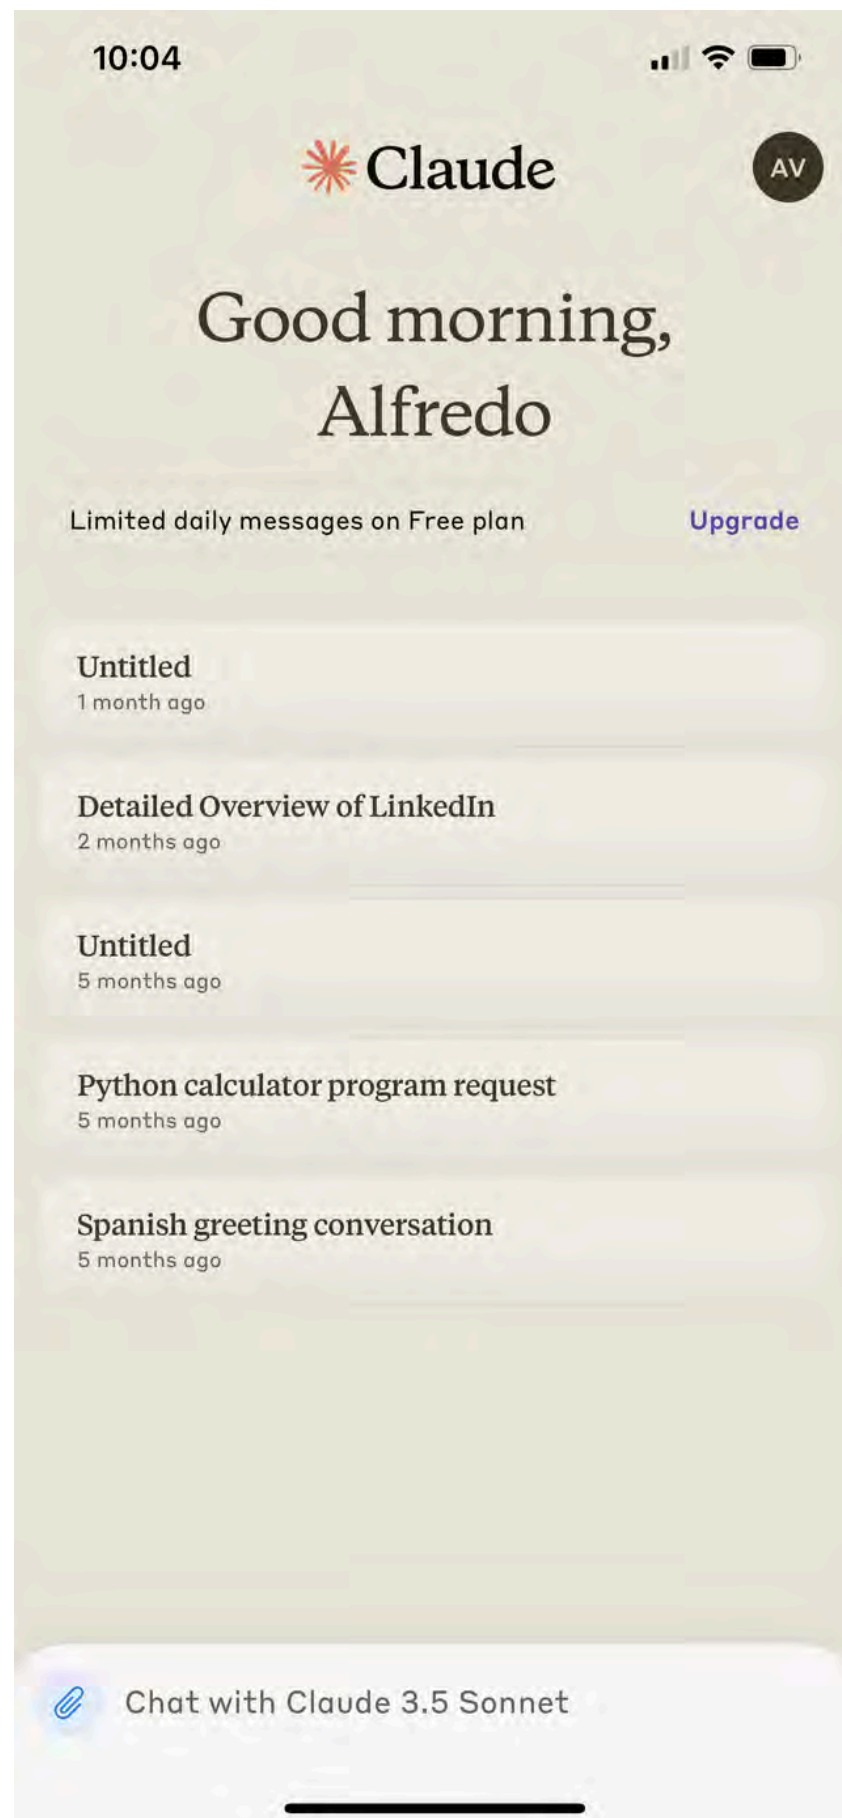 10:04
Claude
AV
Good morning,
Alfredo
Limited daily messages on Free plan Upgrade
Untitled
1 month ago
Detailed Overview of LinkedIn
2 months ago
Untitled
5 months ago
Python calculator program request
5 months ago
Spanish greeting conversation
5 months ago
Chat with Claude 3.5 Sonnet